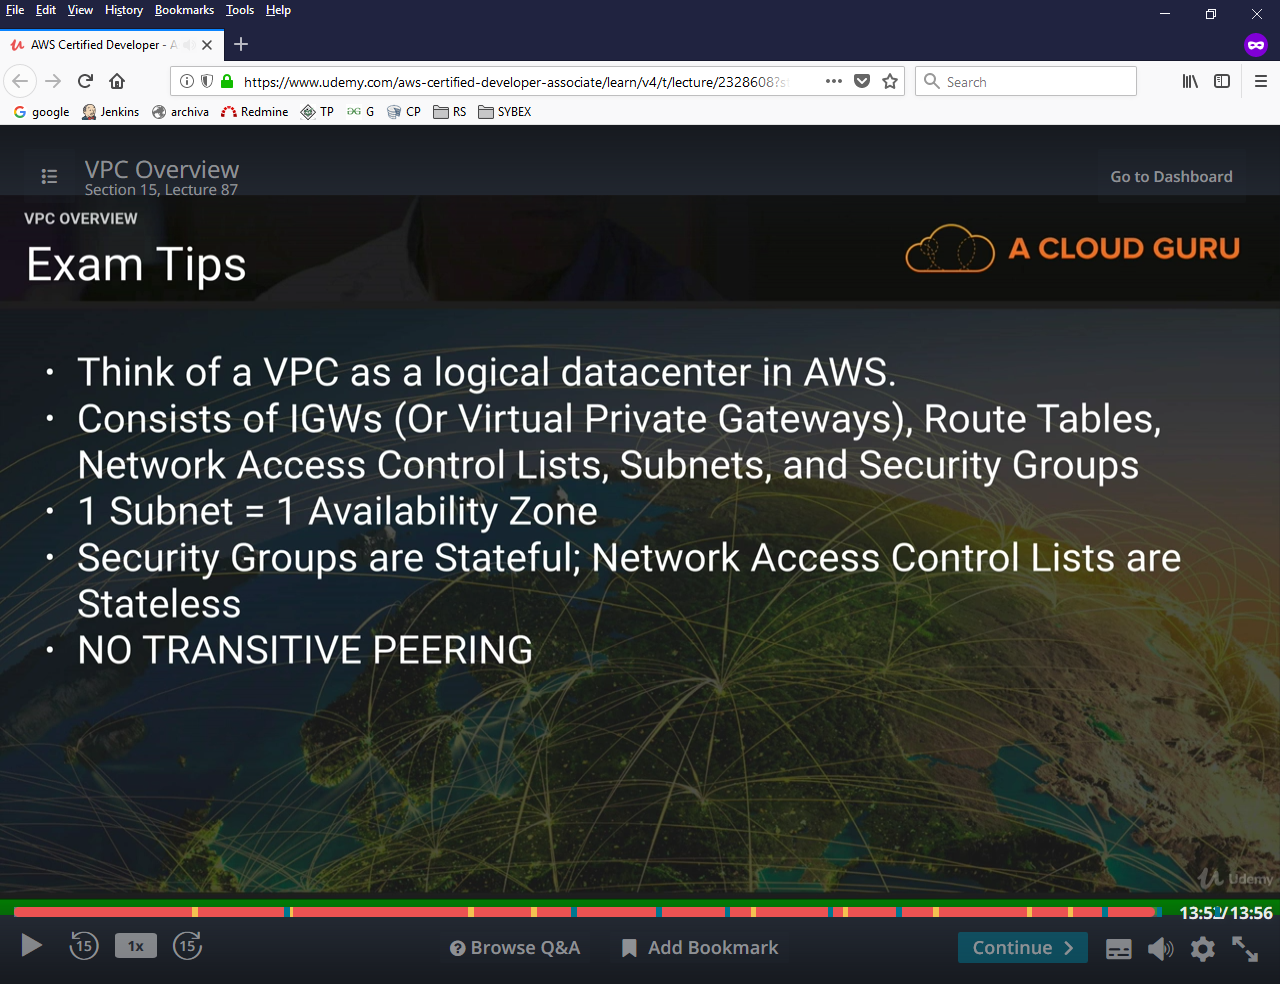 File Edit View History Bookmarks Tools Help
AWS Certified Developer - A
https://www.udemy.com/aws-certified-developer-associate/learn/v4/t/lecture/2328608?s
Search
google Jenkins archiva Redmine TP G CP RS SYBEX
VPC Overview
Section 15, Lecture 87
Go to Dashboard
VPC OVERVIEW
Exam Tips
A CLOUD GURU
• Think of a VPC as a logical datacenter in AWS.
• Consists of IGWs (Or Virtual Private Gateways), Route Tables,
Network Access Control Lists, Subnets, and Security Groups
• 1 Subnet = 1 Availability Zone
• Security Groups are Stateful; Network Access Control Lists are
Stateless
• NO TRANSITIVE PEERING
Udemy
13:52/13:56
15 1x 15
? Browse Q&A
Add Bookmark
Continue